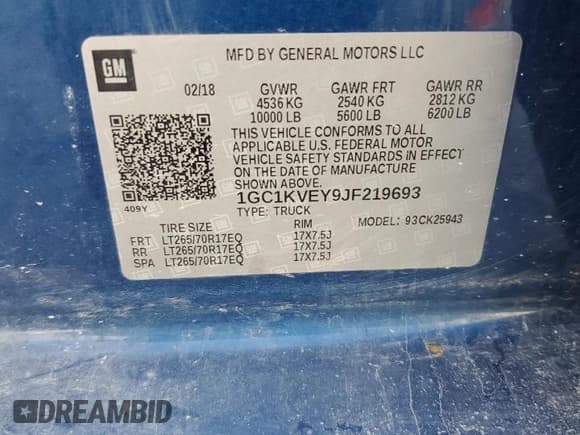 GM
MFD BY GENERAL MOTORS LLC
02/18 GVWR GAWR FRT GAWR RR
4536 KG 2540 KG 2812 KG
10000 LB 5600 LB 6200 LB
THIS VEHICLE CONFORMS TO ALL
APPLICABLE U.S. FEDERAL MOTOR
VEHICLE SAFETY STANDARDS IN EFFECT
ON THE DATE OF MANUFACTURE
SHOWN ABOVE.
409Y
1GC1KVEY9JF219693
TYPE: TRUCK MODEL: 93CK25943
TIRE SIZE RIM
FRT LT265/70R17EQ 17X7.5J
RR LT265/70R17EQ 17X7.5J
SPA LT265/70R17EQ 17X7.5J
DREAMBID